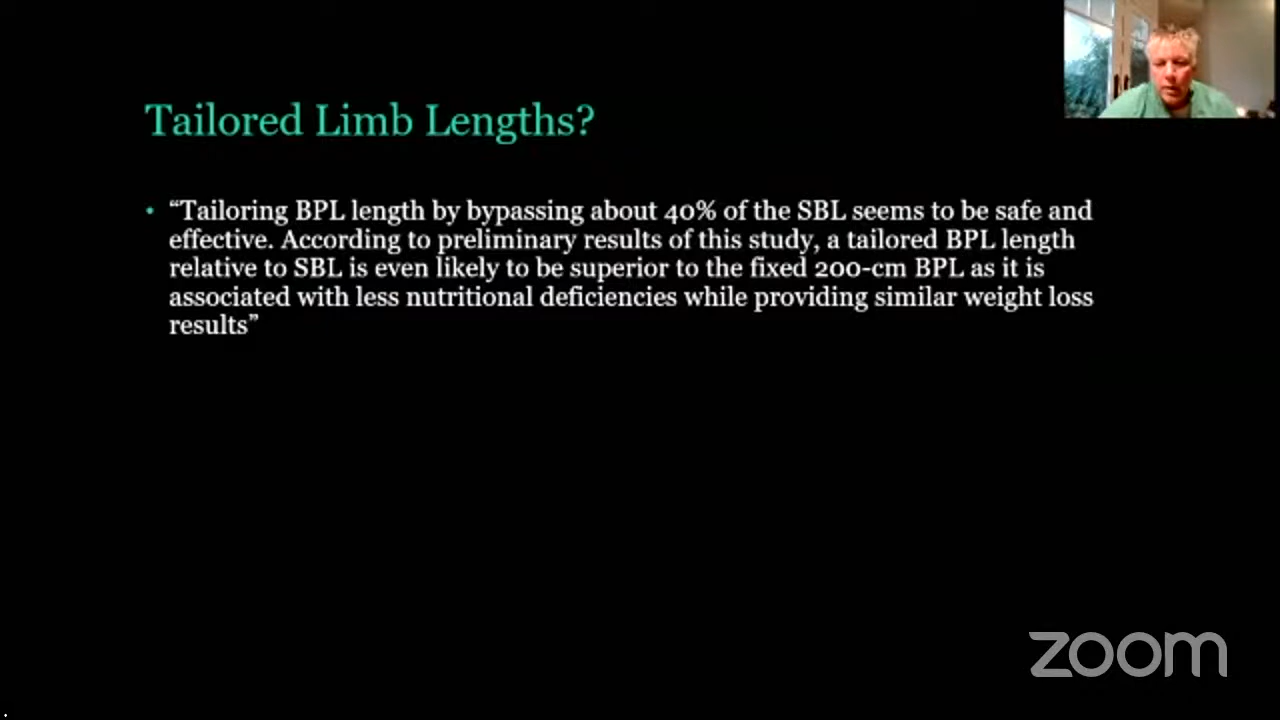 Tailored Limb Lengths?
• “Tailoring BPL length by bypassing about 40% of the SBL seems to be safe and
effective. According to preliminary results of this study, a tailored BPL length
relative to SBL is even likely to be superior to the fixed 200-cm BPL as it is
associated with less nutritional deficiencies while providing similar weight loss
results”
zoom